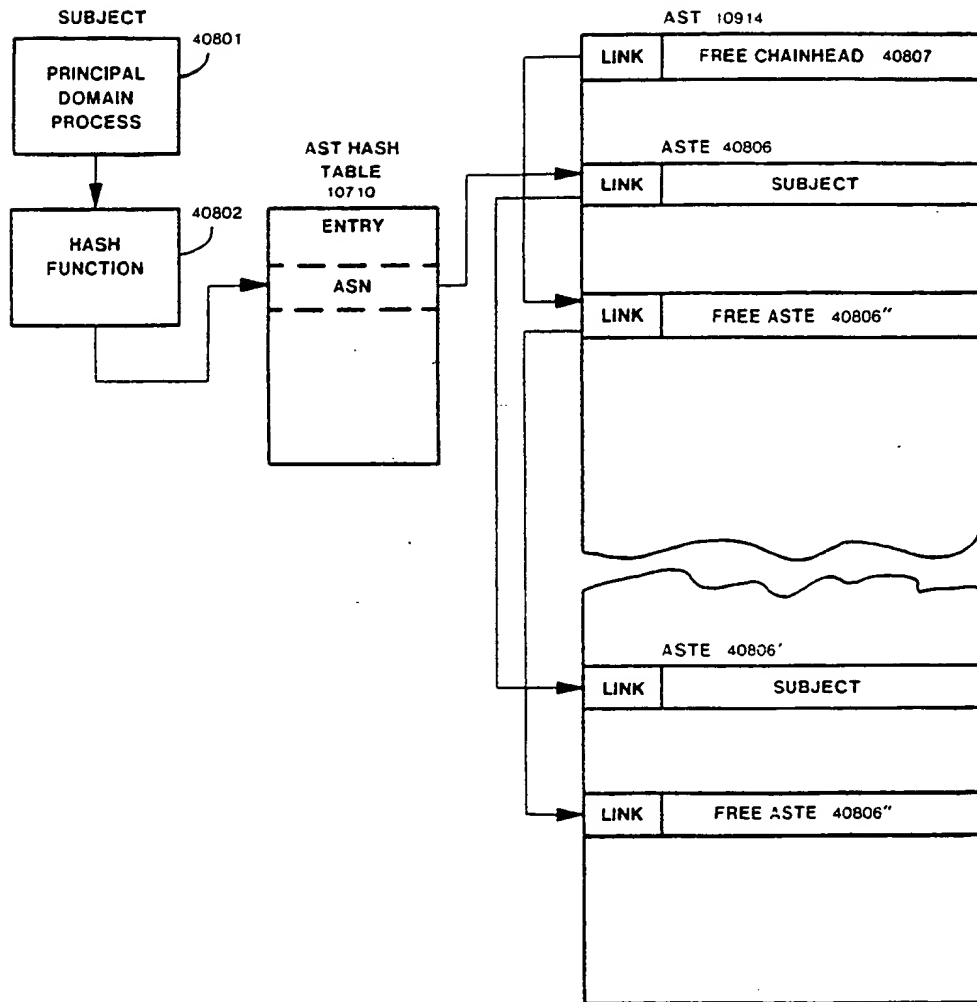 SUBJECT
40801
PRINCIPAL
DOMAIN
PROCESS
40802
HASH
FUNCTION
AST HASH
TABLE
10710
ENTRY
ASN
AST 10914
LINK FREE CHAINHEAD 40807
ASTE 40806
LINK SUBJECT
LINK FREE ASTE 40806"
ASTE 40806'
LINK SUBJECT
LINK FREE ASTE 40806"